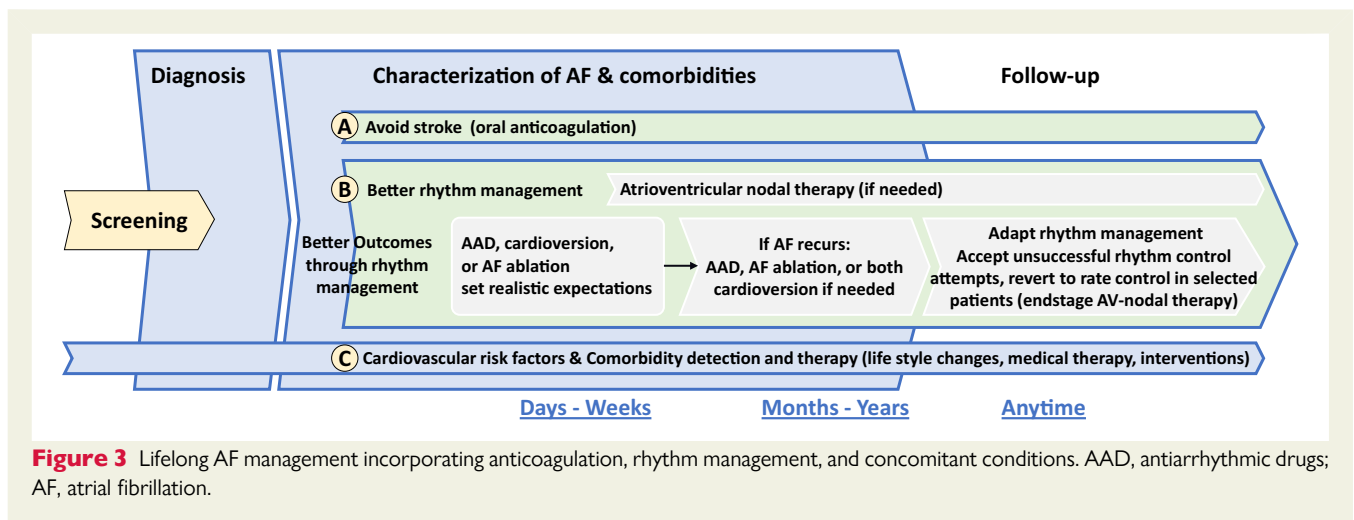 Diagnosis
Characterization of AF & comorbidities
Follow-up
A Avoid stroke (oral anticoagulation)
B Better rhythm management
Atrioventricular nodal therapy (if needed)
Screening
Better Outcomes
through rhythm
management
AAD, cardioversion,
or AF ablation
set realistic expectations
If AF recurs:
AAD, AF ablation, or both
cardioversion if needed
Adapt rhythm management
Accept unsuccessful rhythm control
attempts, revert to rate control in selected
patients (endstage AV-nodal therapy)
C Cardiovascular risk factors & Comorbidity detection and therapy (life style changes, medical therapy, interventions)
Days - Weeks
Months - Years
Anytime
Figure 3 Lifelong AF management incorporating anticoagulation, rhythm management, and concomitant conditions. AAD, antiarrhythmic drugs;
AF, atrial fibrillation.